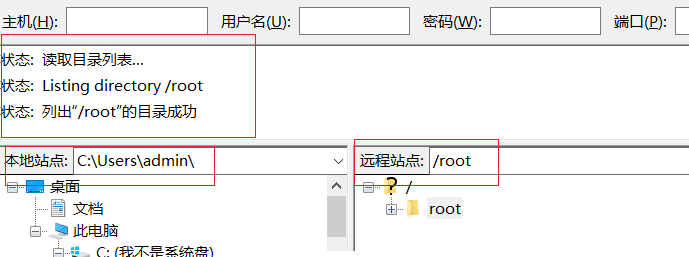 主机(H): 用户名(U): 密码(W): 端口(P):
状态: 读取目录列表...
状态: Listing directory /root
状态: 列出“/root”的目录成功
本地站点: C:\Users\admin\
远程站点: /root
桌面
文档
此电脑
C: (我不是系统盘)
? /
root